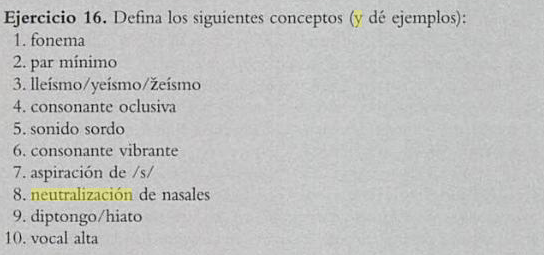 Ejercicio 16. Defina los siguientes conceptos (y dé ejemplos):
1. fonema
2. par mínimo
3. lleísmo/yeísmo/žeísmo
4. consonante oclusiva
5. sonido sordo
6. consonante vibrante
7. aspiración de /s/
8. neutralización de nasales
9. diptongo/hiato
10. vocal alta